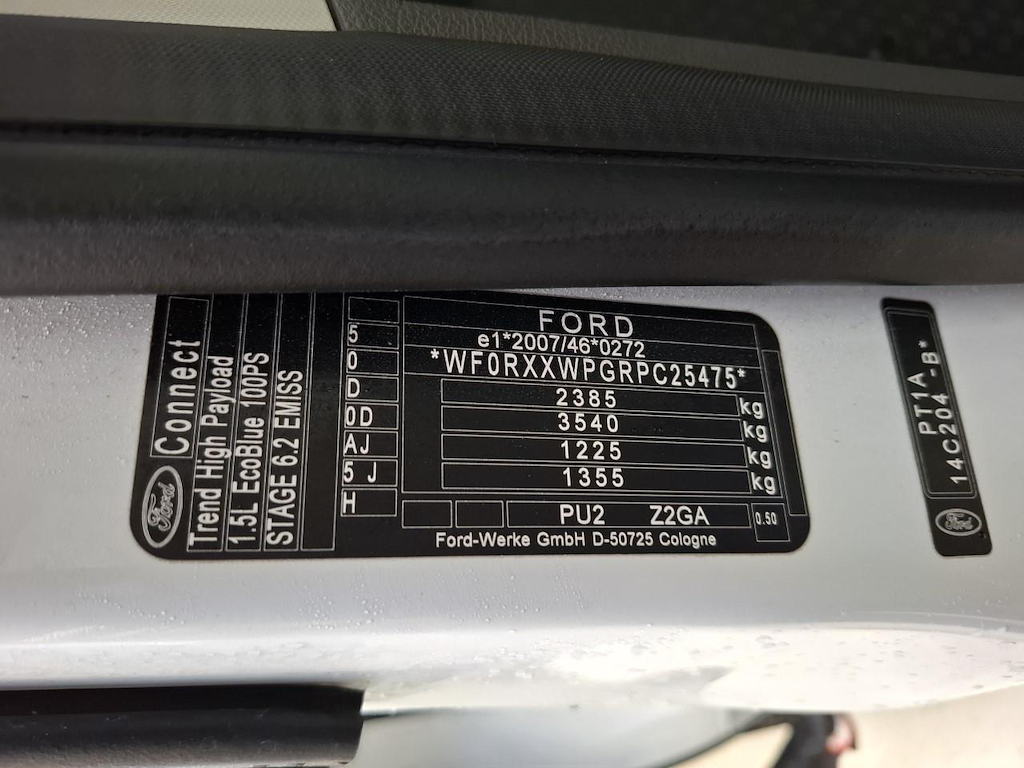 Ford
Connect
Trend High Payload
1.5L EcoBlue 100PS
STAGE 6.2 EMISS
5
0
D
0D
AJ
5 J
H
FORD
e1*2007/46*0272
*WF0RXXWPGRPC25475*
2385 kg
3540 kg
1225 kg
1355 kg
PU2 Z2GA 0.50
Ford-Werke GmbH D-50725 Cologne
Ford
PT1A
14C204 -B*